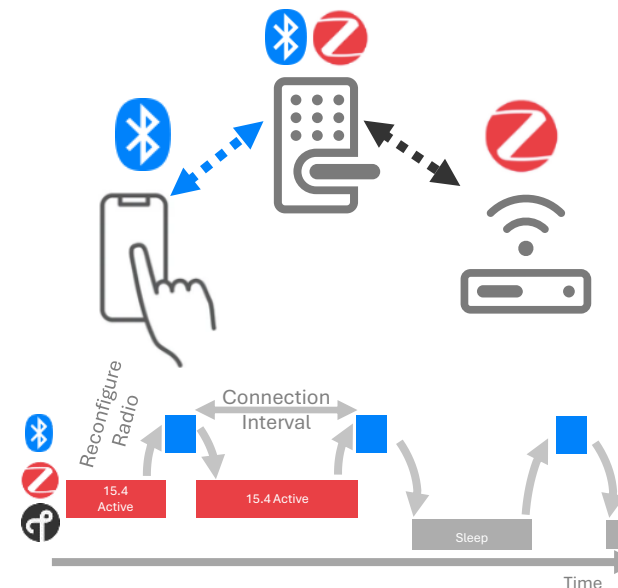 Reconfigure
Radio
Connection
Interval
15.4
Active
15.4 Active
Sleep
Time